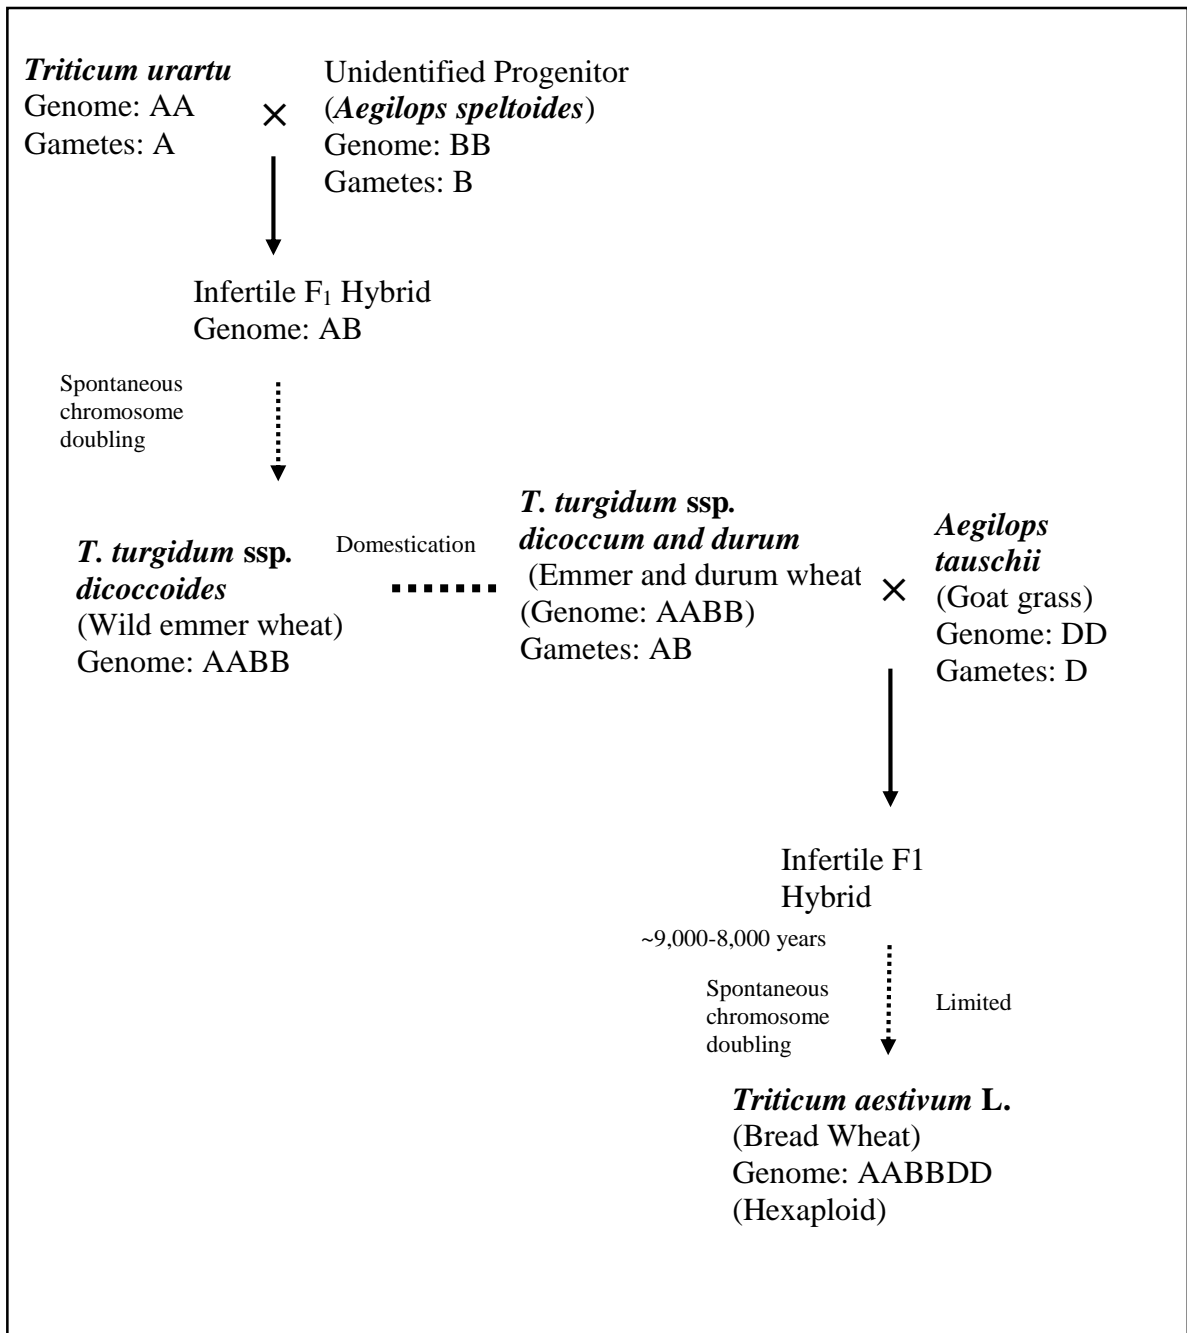 Triticum urartu
Genome: AA
Gametes: A
×
Unidentified Progenitor
(Aegilops speltoides)
Genome: BB
Gametes: B
Infertile F₁ Hybrid
Genome: AB
Spontaneous
chromosome
doubling
T. turgidum ssp.
dicoccoides
(Wild emmer wheat)
Genome: AABB
Domestication
T. turgidum ssp.
dicoccum and durum
(Emmer and durum wheat
(Genome: AABB)
Gametes: AB
×
Aegilops
tauschii
(Goat grass)
Genome: DD
Gametes: D
Infertile F1
Hybrid
~9,000-8,000 years
Spontaneous
chromosome
doubling
Limited
Triticum aestivum L.
(Bread Wheat)
Genome: AABBDD
(Hexaploid)